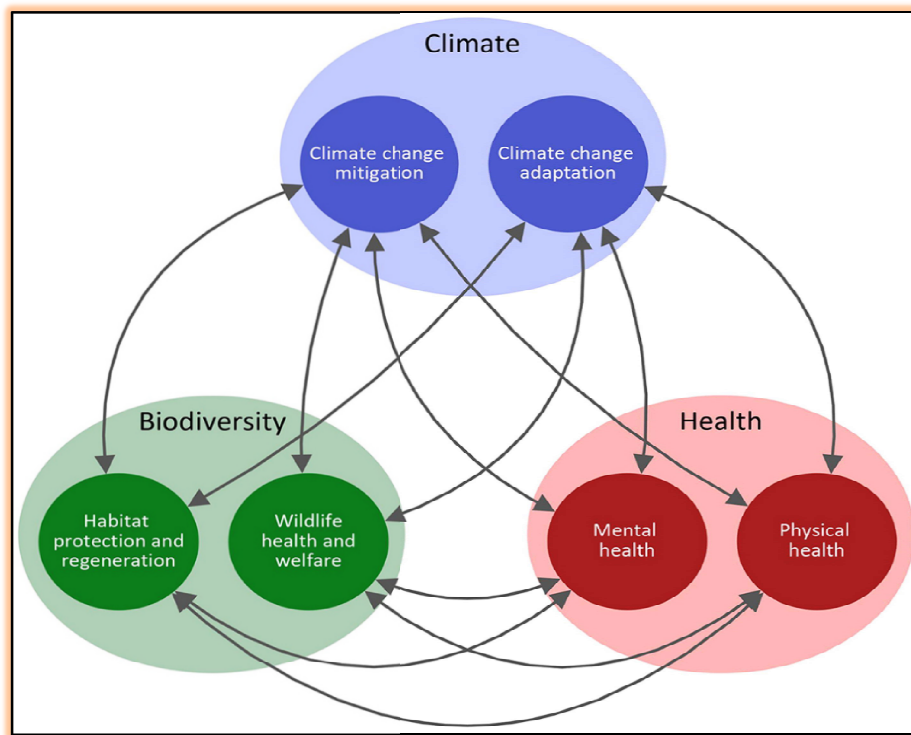 Climate
Climate change
mitigation
Climate change
adaptation
Biodiversity
Habitat
protection and
regeneration
Wildlife
health and
welfare
Health
Mental
health
Physical
health